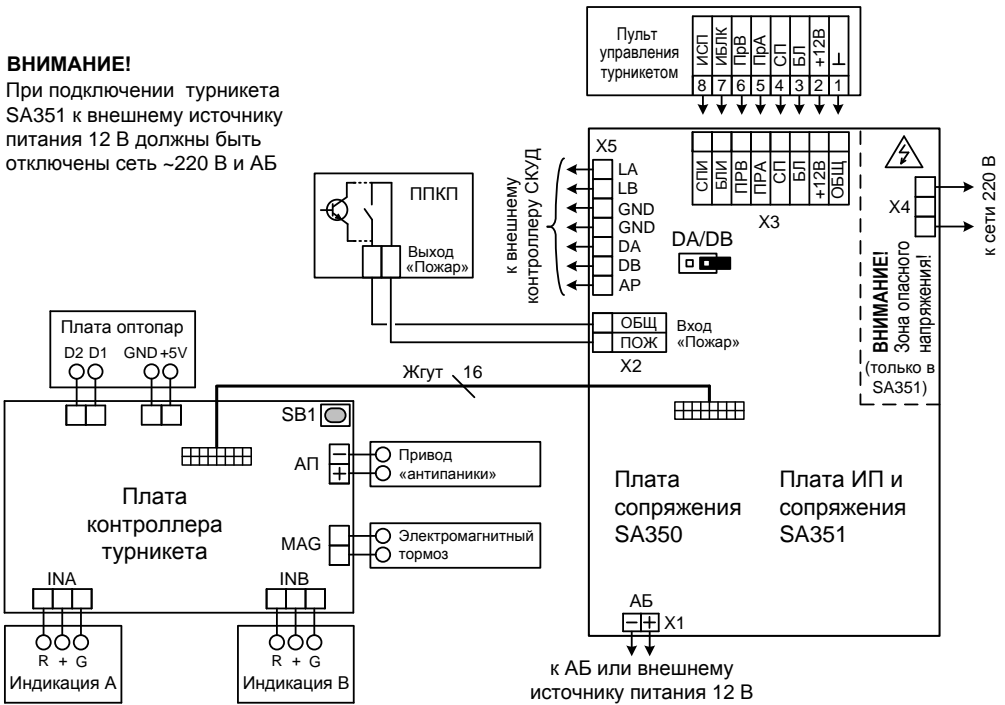 ВНИМАНИЕ!
При подключении турникета
SA351 к внешнему источнику
питания 12 В должны быть
отключены сеть ~220 В и АБ
Пульт
управления
турникетом
ИСП
ИБЛК
ПрВ
ПрА
СП
БЛ
+12В
⊥
8 7 6 5 4 3 2 1
СПИ
БЛИ
ПРВ
ПРА
СП
БЛ
+12В
ОБЩ
X3
X5
LA
LB
GND
GND
DA
DB
AP
к внешнему
контроллеру СКУД
DA/DB
X4
к сети 220 В
ВНИМАНИЕ!
Зона опасного
напряжения!
(только в
SA351)
ППКП
Выход
«Пожар»
ОБЩ
ПОЖ
X2
Вход
«Пожар»
Жгут 16
Плата оптопар
D2 D1 GND +5V
SB1
АП
−
+
Привод
«антипаники»
Плата
контроллера
турникета
MAG
Электромагнитный
тормоз
INA
INB
R + G
Индикация А
R + G
Индикация В
Плата
сопряжения
SA350
Плата ИП и
сопряжения
SA351
АБ
− + X1
к АБ или внешнему
источнику питания 12 В